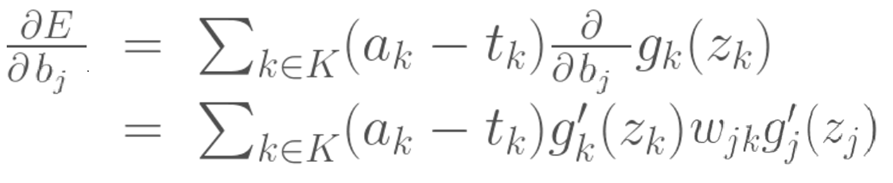 ∂E/∂b_j = ∑_{k∈K}(a_k − t_k) ∂/∂b_j g_k(z_k)
= ∑_{k∈K}(a_k − t_k)g′_k(z_k)w_{jk}g′_j(z_j)